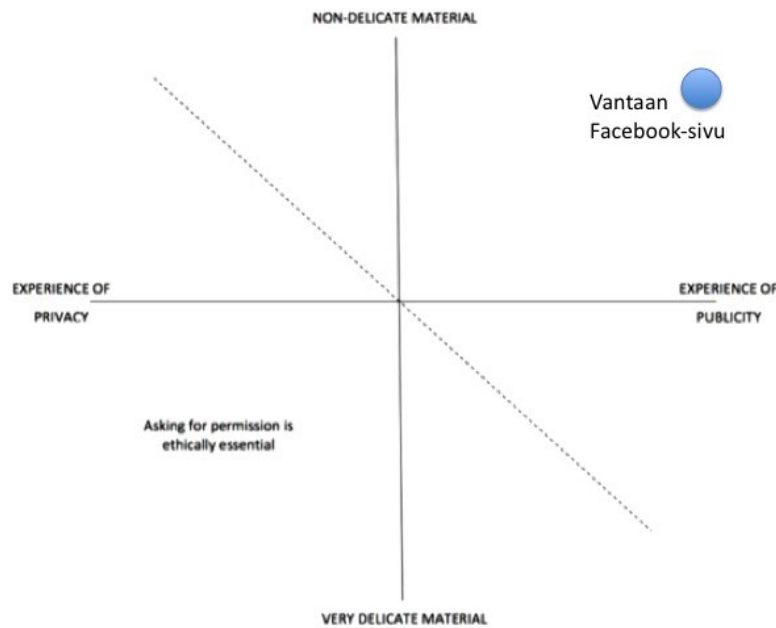 NON-DELICATE MATERIAL
Vantaan
Facebook-sivu
EXPERIENCE OF
PRIVACY
EXPERIENCE OF
PUBLICITY
Asking for permission is
ethically essential
VERY DELICATE MATERIAL